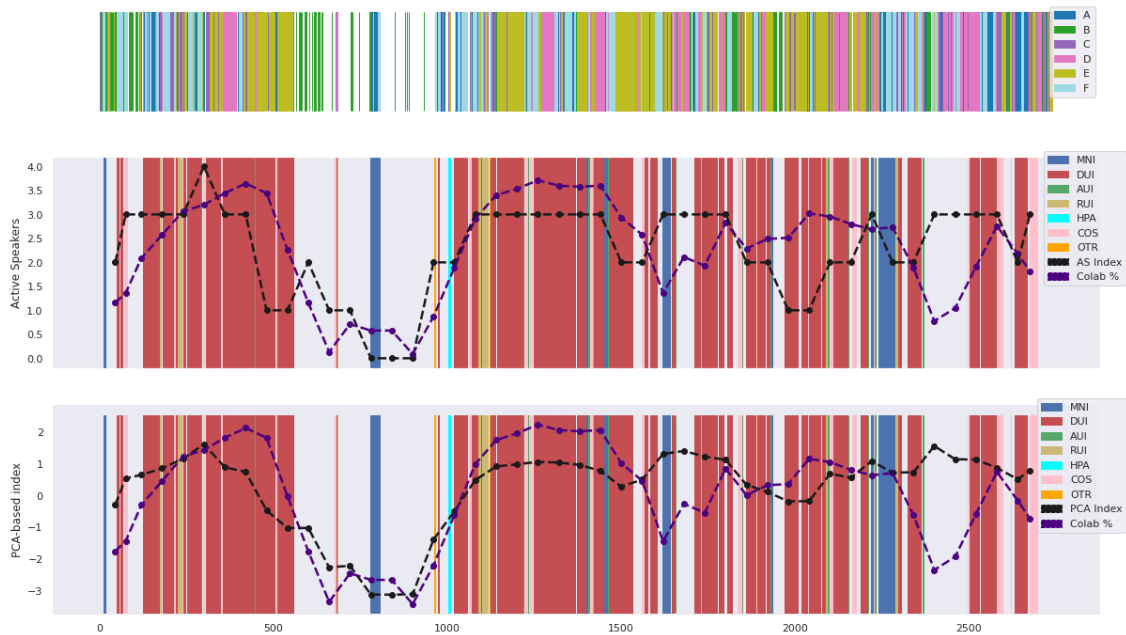 A
B
C
D
E
F
Active Speakers
4.0
3.5
3.0
2.5
2.0
1.5
1.0
0.5
0.0
MNI
DUI
AUI
RUI
HPA
COS
OTR
AS Index
Colab %
PCA-based index
2
1
0
−1
−2
−3
MNI
DUI
AUI
RUI
HPA
COS
OTR
PCA Index
Colab %
0
500
1000
1500
2000
2500